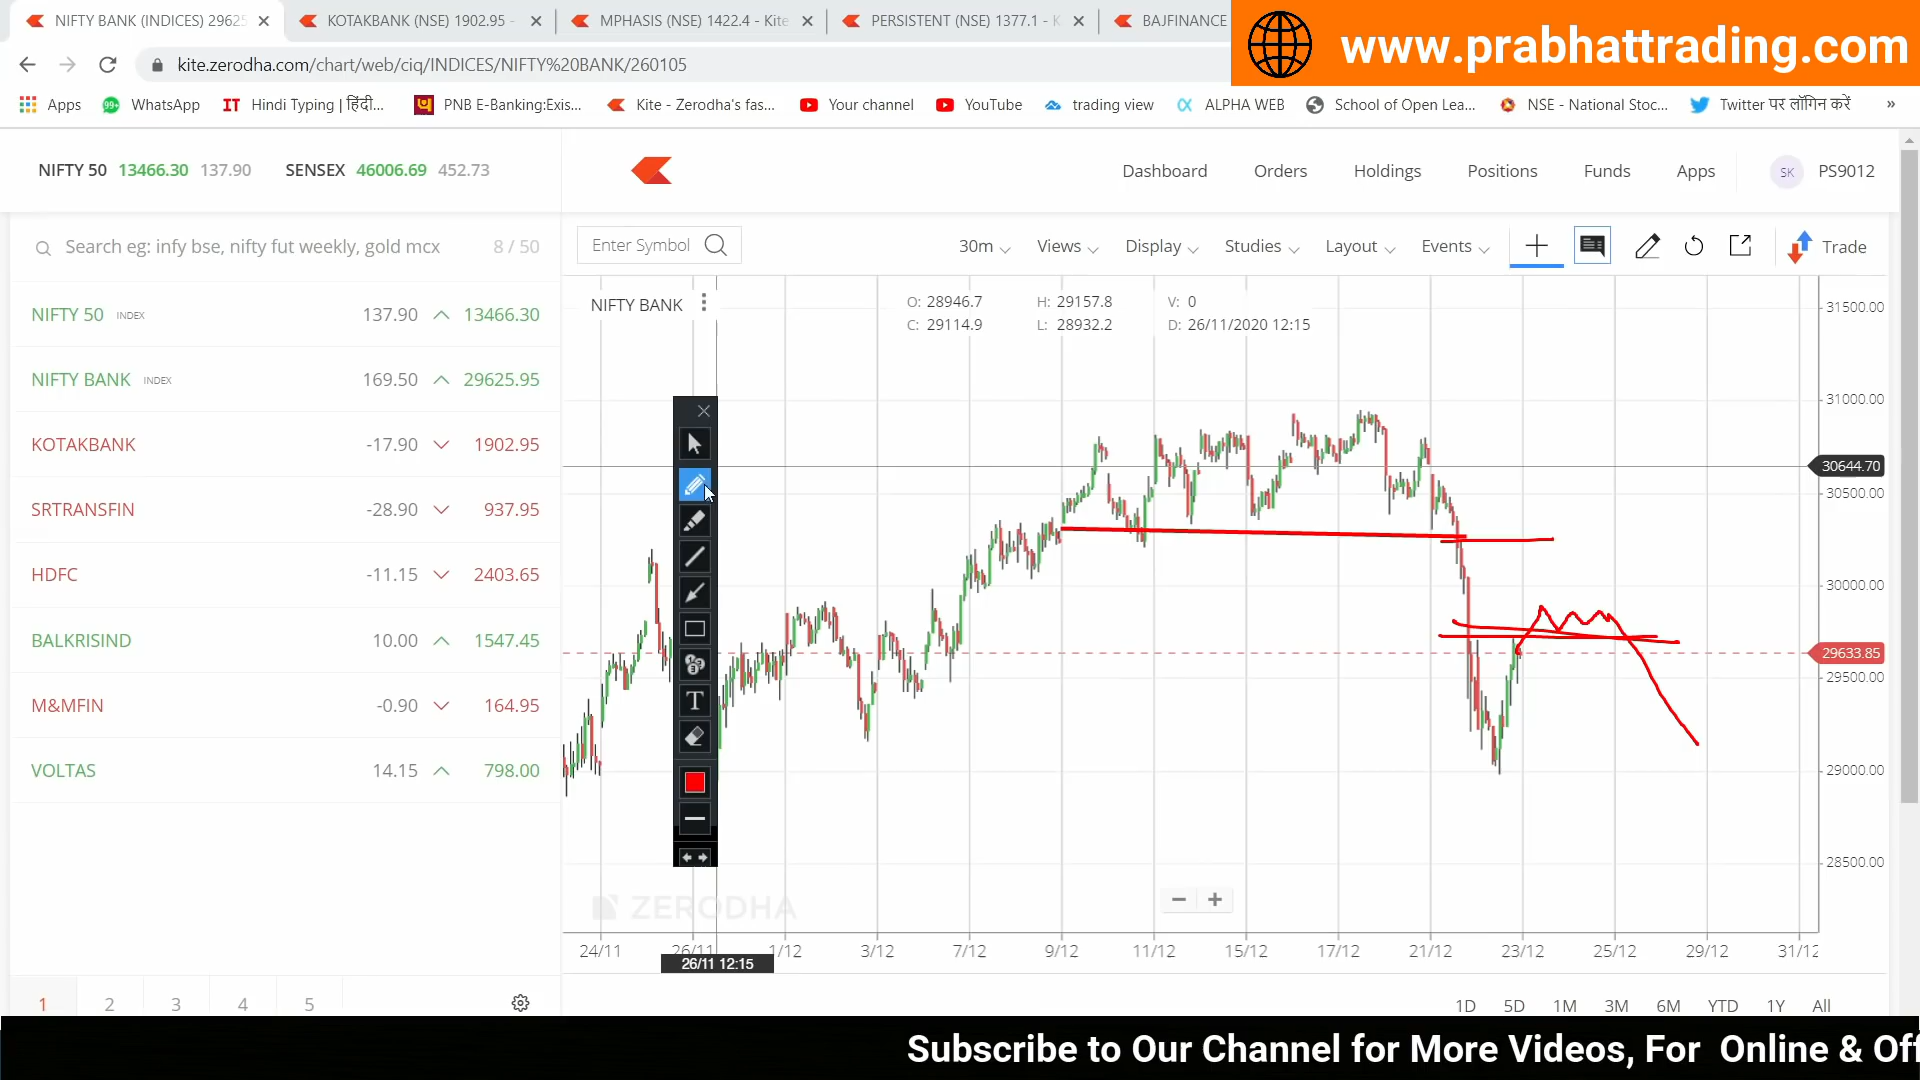 NIFTY BANK (INDICES) 29625
KOTAKBANK (NSE) 1902.95 -
MPHASIS (NSE) 1422.4 - Kite
PERSISTENT (NSE) 1377.1 - K
BAJFINANCE
www.prabhattrading.com
kite.zerodha.com/chart/web/ciq/INDICES/NIFTY%20BANK/260105
Apps
99+
WhatsApp
IT
Hindi Typing | हिंदी...
PNB E-Banking:Exis...
Kite - Zerodha's fas...
Your channel
YouTube
trading view
ALPHA WEB
School of Open Lea...
NSE - National Stoc...
Twitter पर लॉगिन करें
»
NIFTY 50 13466.30 137.90
SENSEX 46006.69 452.73
Dashboard
Orders
Holdings
Positions
Funds
Apps
SK
PS9012
Search eg: infy bse, nifty fut weekly, gold mcx
8 / 50
Enter Symbol
30m
Views
Display
Studies
Layout
Events
Trade
NIFTY 50 INDEX 137.90 13466.30
NIFTY BANK INDEX 169.50 29625.95
KOTAKBANK -17.90 1902.95
SRTRANSFIN -28.90 937.95
HDFC -11.15 2403.65
BALKRISIND 10.00 1547.45
M&MFIN -0.90 164.95
VOLTAS 14.15 798.00
NIFTY BANK
O: 28946.7 H: 29157.8 V: 0
C: 29114.9 L: 28932.2 D: 26/11/2020 12:15
T
31500.00
31000.00
30644.70
30500.00
30000.00
29633.85
29500.00
29000.00
28500.00
ZERODHA
24/11 26/11 1/12 3/12 7/12 9/12 11/12 15/12 17/12 21/12 23/12 25/12 29/12 31/12
26/11 12:15
1 2 3 4 5
1D 5D 1M 3M 6M YTD 1Y All
Subscribe to Our Channel for More Videos, For Online & Of